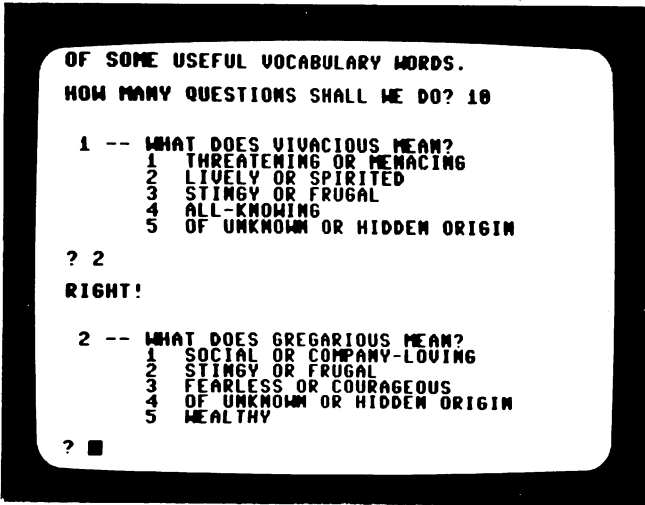 OF SOME USEFUL VOCABULARY WORDS.
HOW MANY QUESTIONS SHALL WE DO? 10
1 -- WHAT DOES VIVACIOUS MEAN?
1 THREATENING OR MENACING
2 LIVELY OR SPIRITED
3 STINGY OR FRUGAL
4 ALL-KNOWING
5 OF UNKNOWN OR HIDDEN ORIGIN
? 2
RIGHT!
2 -- WHAT DOES GREGARIOUS MEAN?
1 SOCIAL OR COMPANY-LOVING
2 STINGY OR FRUGAL
3 FEARLESS OR COURAGEOUS
4 OF UNKNOWN OR HIDDEN ORIGIN
5 WEALTHY
?